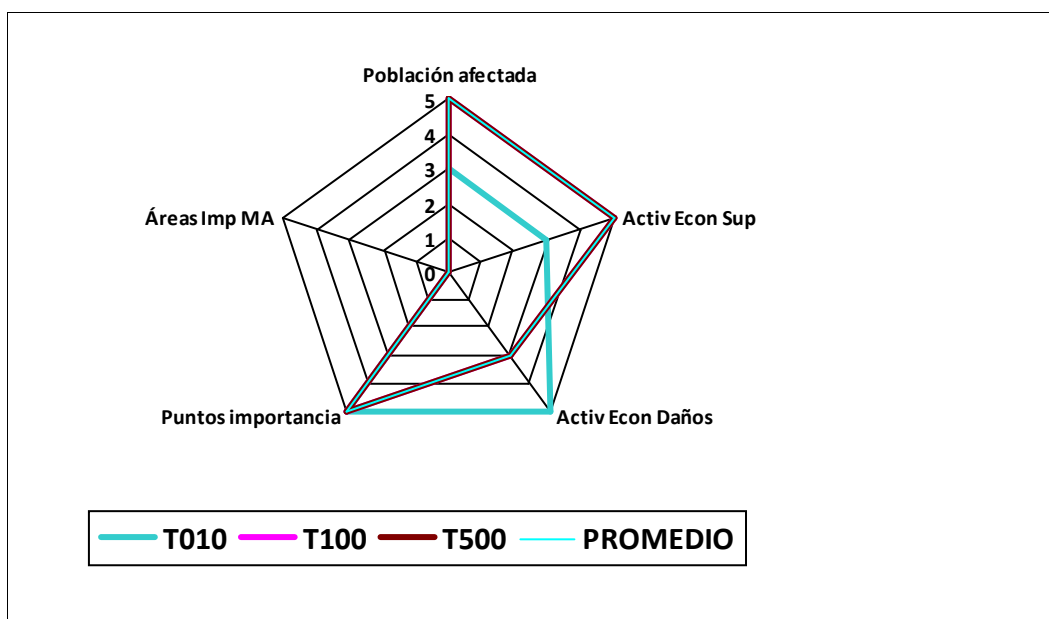 Población afectada
5
4
3
2
1
0
Áreas Imp MA
Activ Econ Sup
Puntos importancia
Activ Econ Daños
T010 T100 T500 PROMEDIO